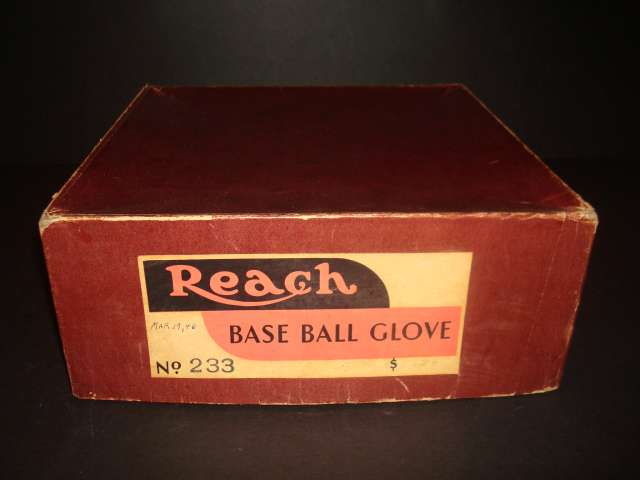 Reach
BASE BALL GLOVE
No 233 $